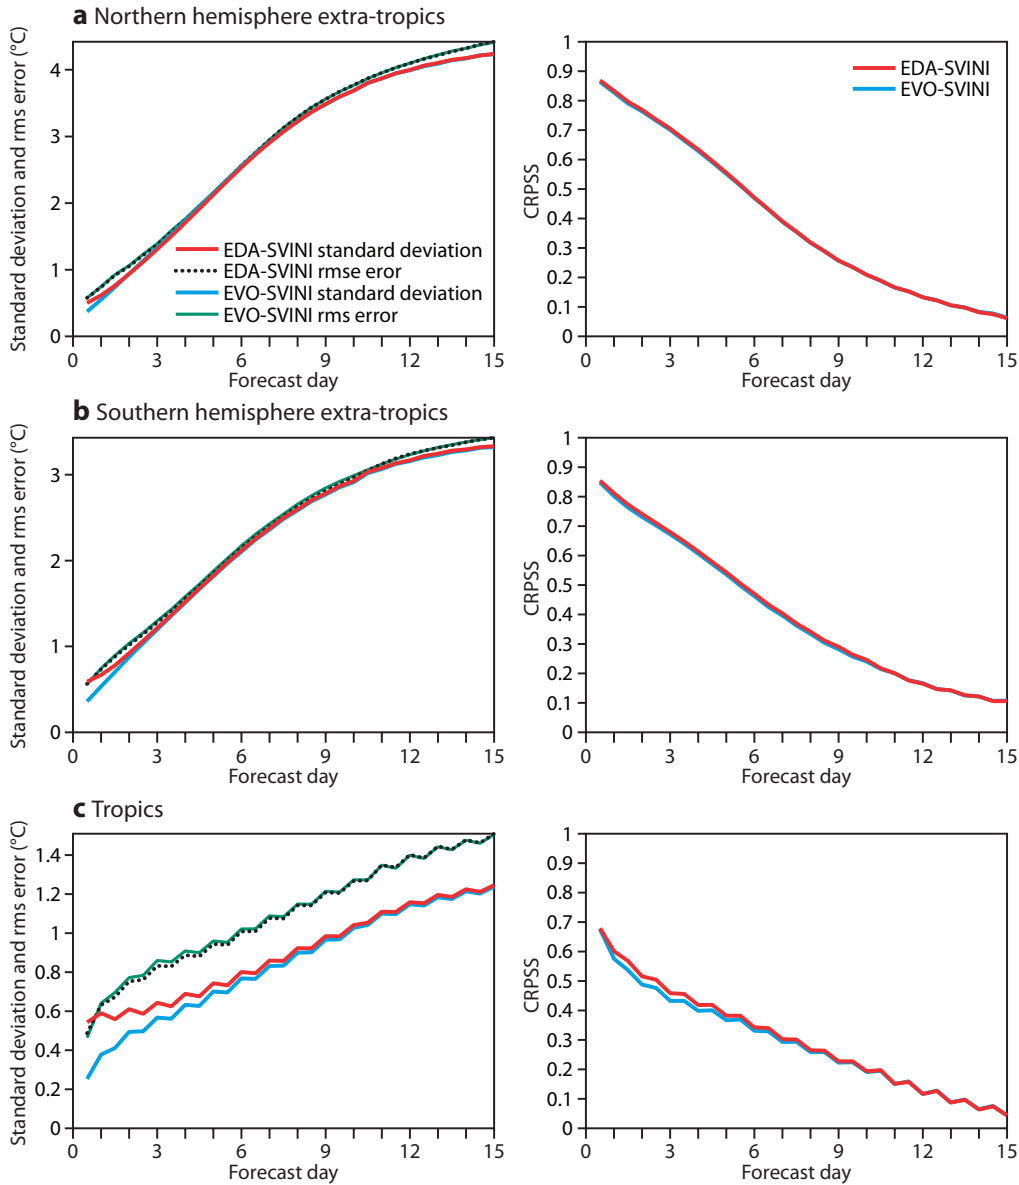 a Northern hemisphere extra-tropics
Standard deviation and rms error (°C)
4
3
2
1
0
EDA-SVINI standard deviation
EDA-SVINI rmse eror
EVO-SVINI standard deviation
EVO-SVINI rms error
0 3 6 9 12 15
Forecast day
CRPSS
1
0.9
0.8
0.7
0.6
0.5
0.4
0.3
0.2
0.1
0
EDA-SVINI
EVO-SVINI
0 3 6 9 12 15
Forecast day
b Southern hemisphere extra-tropics
Standard deviation and rms error (°C)
3
2
1
0
0 3 6 9 12 15
Forecast day
CRPSS
1
0.9
0.8
0.7
0.6
0.5
0.4
0.3
0.2
0.1
0
0 3 6 9 12 15
Forecast day
c Tropics
Standard deviation and rms error (°C)
1.4
1.2
1
0.8
0.6
0.4
0.2
0
0 3 6 9 12 15
Forecast day
CRPSS
1
0.9
0.8
0.7
0.6
0.5
0.4
0.3
0.2
0.1
0
0 3 6 9 12 15
Forecast day